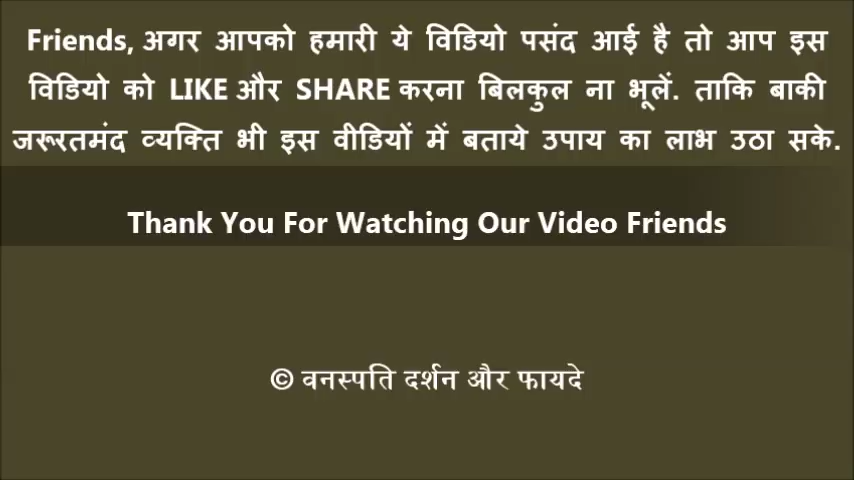 Friends, अगर आपको हमारी ये विडियो पसंद आई है तो आप इस
विडियो को LIKE और SHARE करना बिलकुल ना भूलें. ताकि बाकी
जरूरतमंद व्यक्ति भी इस वीडियों में बताये उपाय का लाभ उठा सके.
Thank You For Watching Our Video Friends
© वनस्पति दर्शन और फायदे